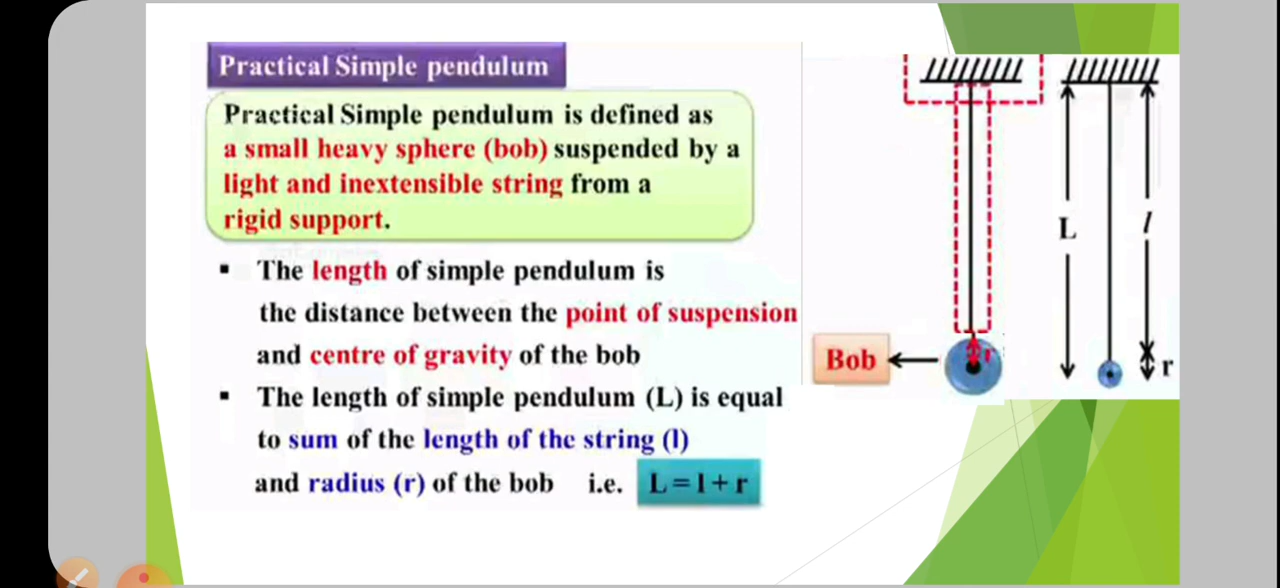 Practical Simple pendulum
Practical Simple pendulum is defined as
a small heavy sphere (bob) suspended by a
light and inextensible string from a
rigid support.
▪ The length of simple pendulum is
the distance between the point of suspension
and centre of gravity of the bob
▪ The length of simple pendulum (L) is equal
to sum of the length of the string (l)
and radius (r) of the bob i.e. L = l + r
Bob
r
L
l
r